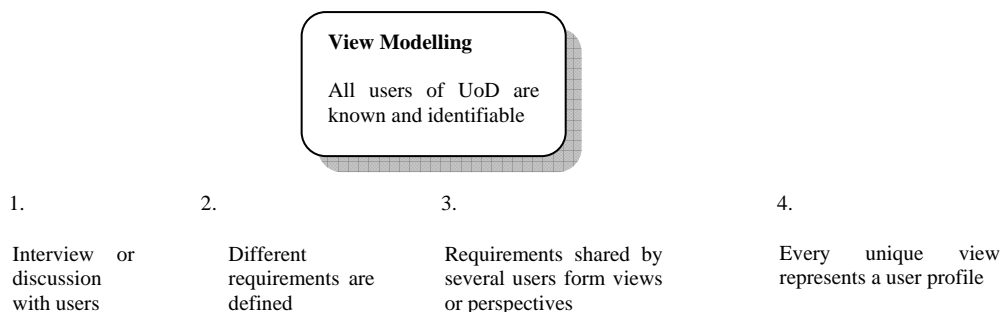 View Modelling
All users of UoD are
known and identifiable
1.
2.
3.
4.
Interview or
discussion
with users
Different
requirements are
defined
Requirements shared by
several users form views
or perspectives
Every unique view
represents a user profile